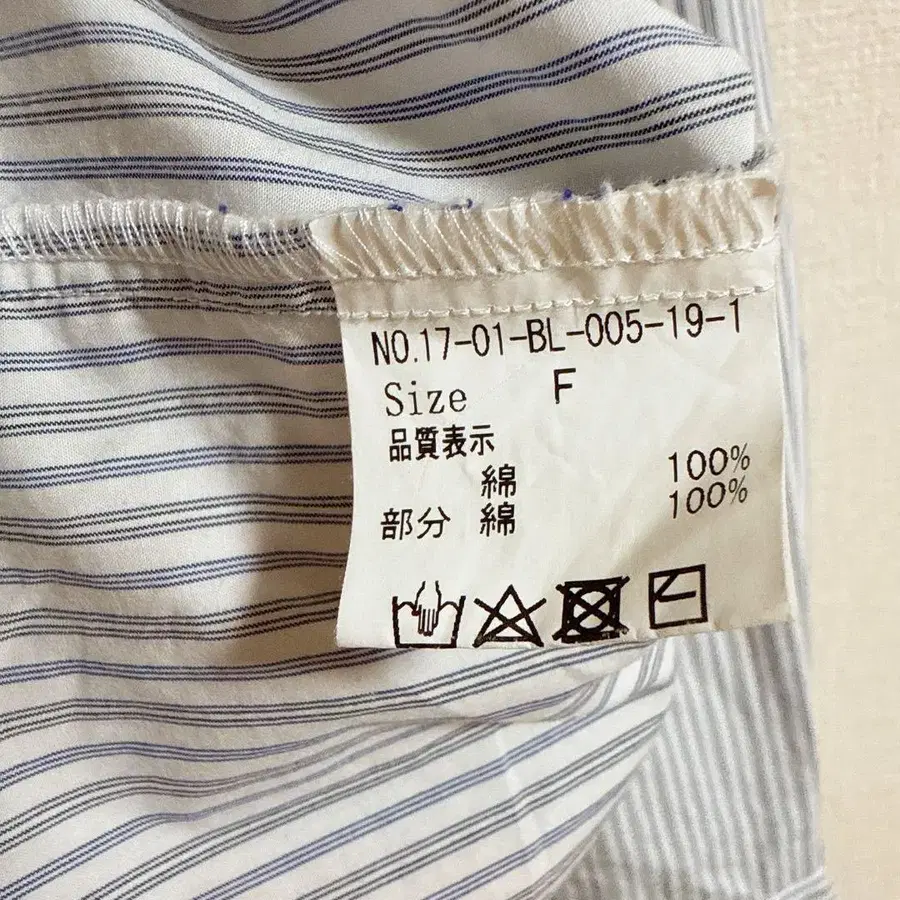 NO.17-01-BL-005-19-1
Size F
品質表示
綿 100%
部分 綿 100%